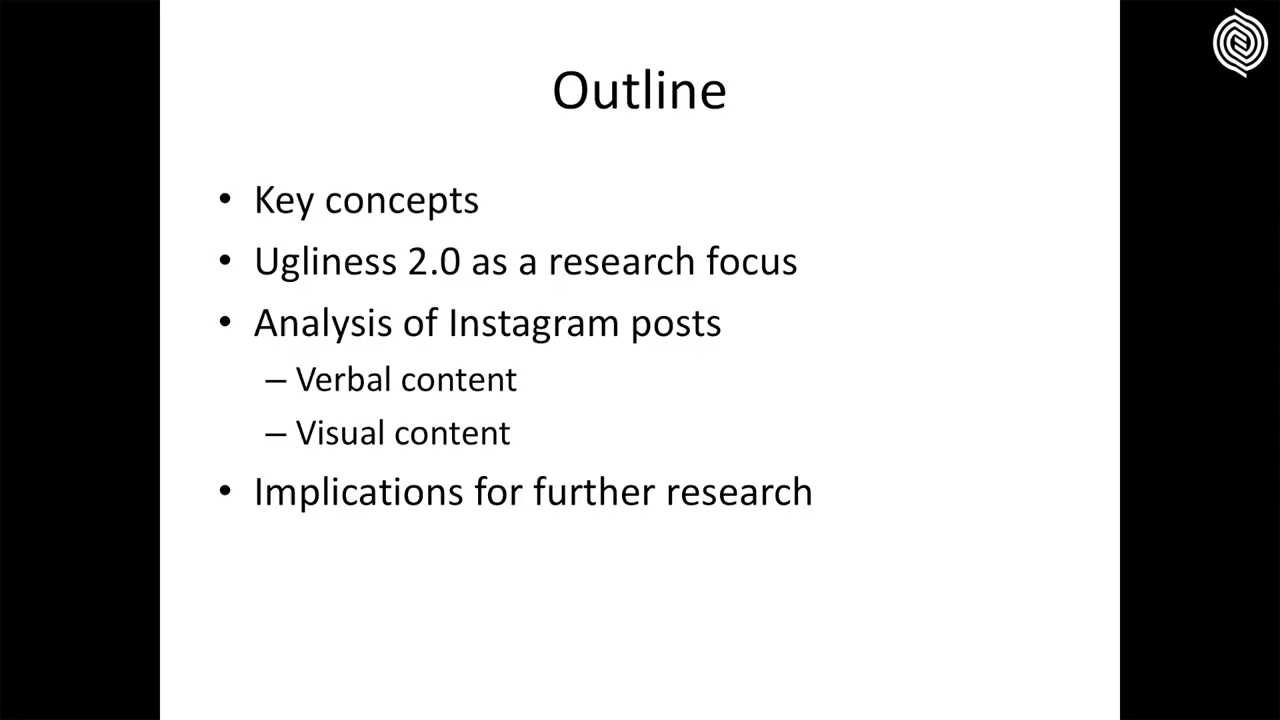 Outline
• Key concepts
• Ugliness 2.0 as a research focus
• Analysis of Instagram posts
– Verbal content
– Visual content
• Implications for further research